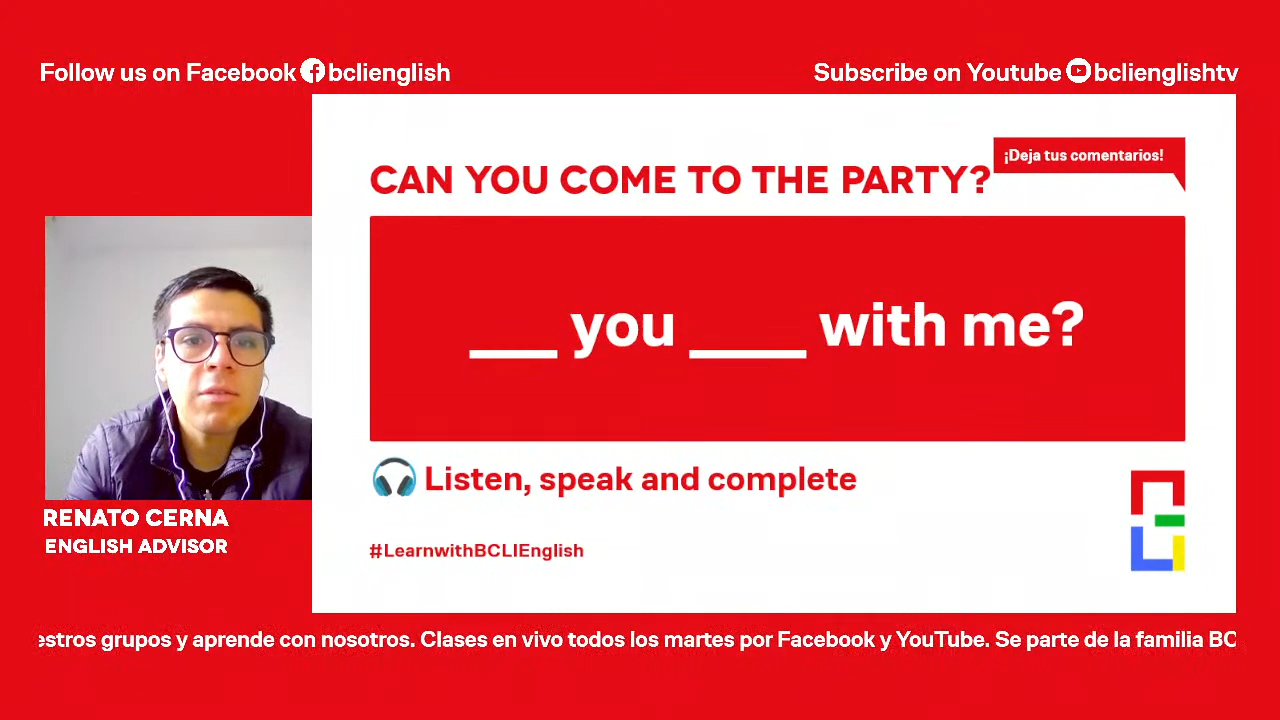 Follow us on Facebook bclienglish
Subscribe on Youtube bclienglishtv
¡Deja tus comentarios!
CAN YOU COME TO THE PARTY?
___ you ____ with me?
Listen, speak and complete
RENATO CERNA
ENGLISH ADVISOR
#LearnwithBCLIEnglish
estros grupos y aprende con nosotros. Clases en vivo todos los martes por Facebook y YouTube. Se parte de la familia BC